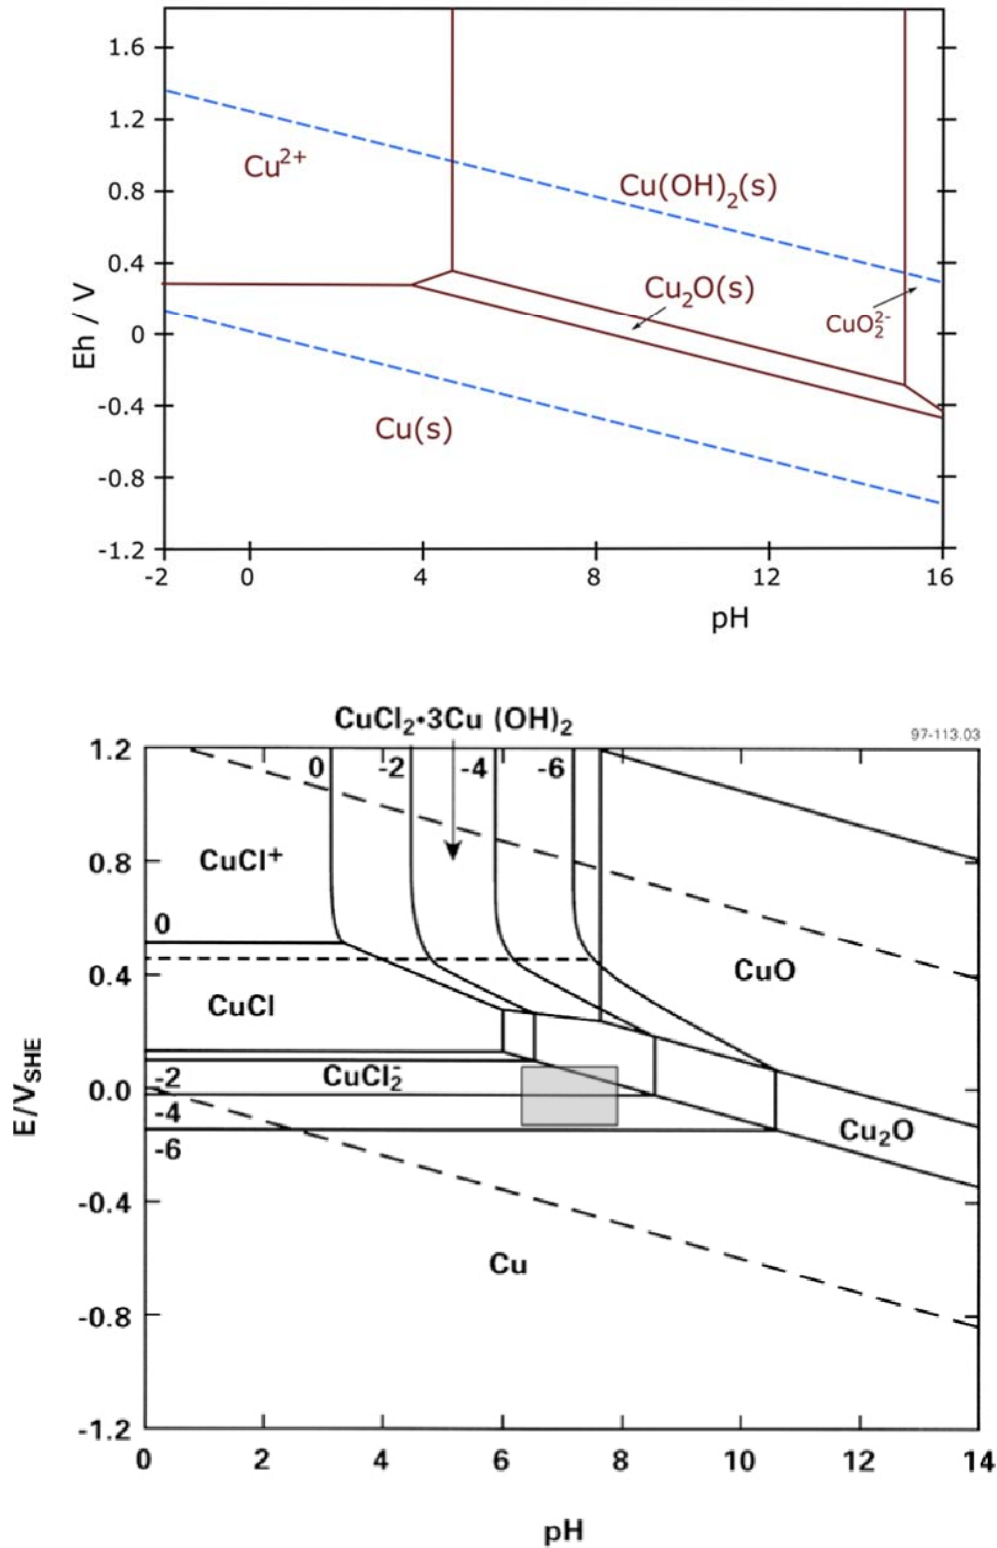 1.6
1.2
0.8
0.4
0
-0.4
-0.8
-1.2
Eh / V
Cu²⁺
Cu(OH)₂(s)
Cu₂O(s)
CuO₂²⁻
Cu(s)
-2 0 4 8 12 16
pH
CuCl₂•3Cu (OH)₂
97-113.03
1.2
0.8
0.4
0.0
-0.4
-0.8
-1.2
E/V_SHE
0 -2 -4 -6
CuCl⁺
0
CuO
CuCl
CuCl₂⁻
-2
-4
-6
Cu₂O
Cu
0 2 4 6 8 10 12 14
pH